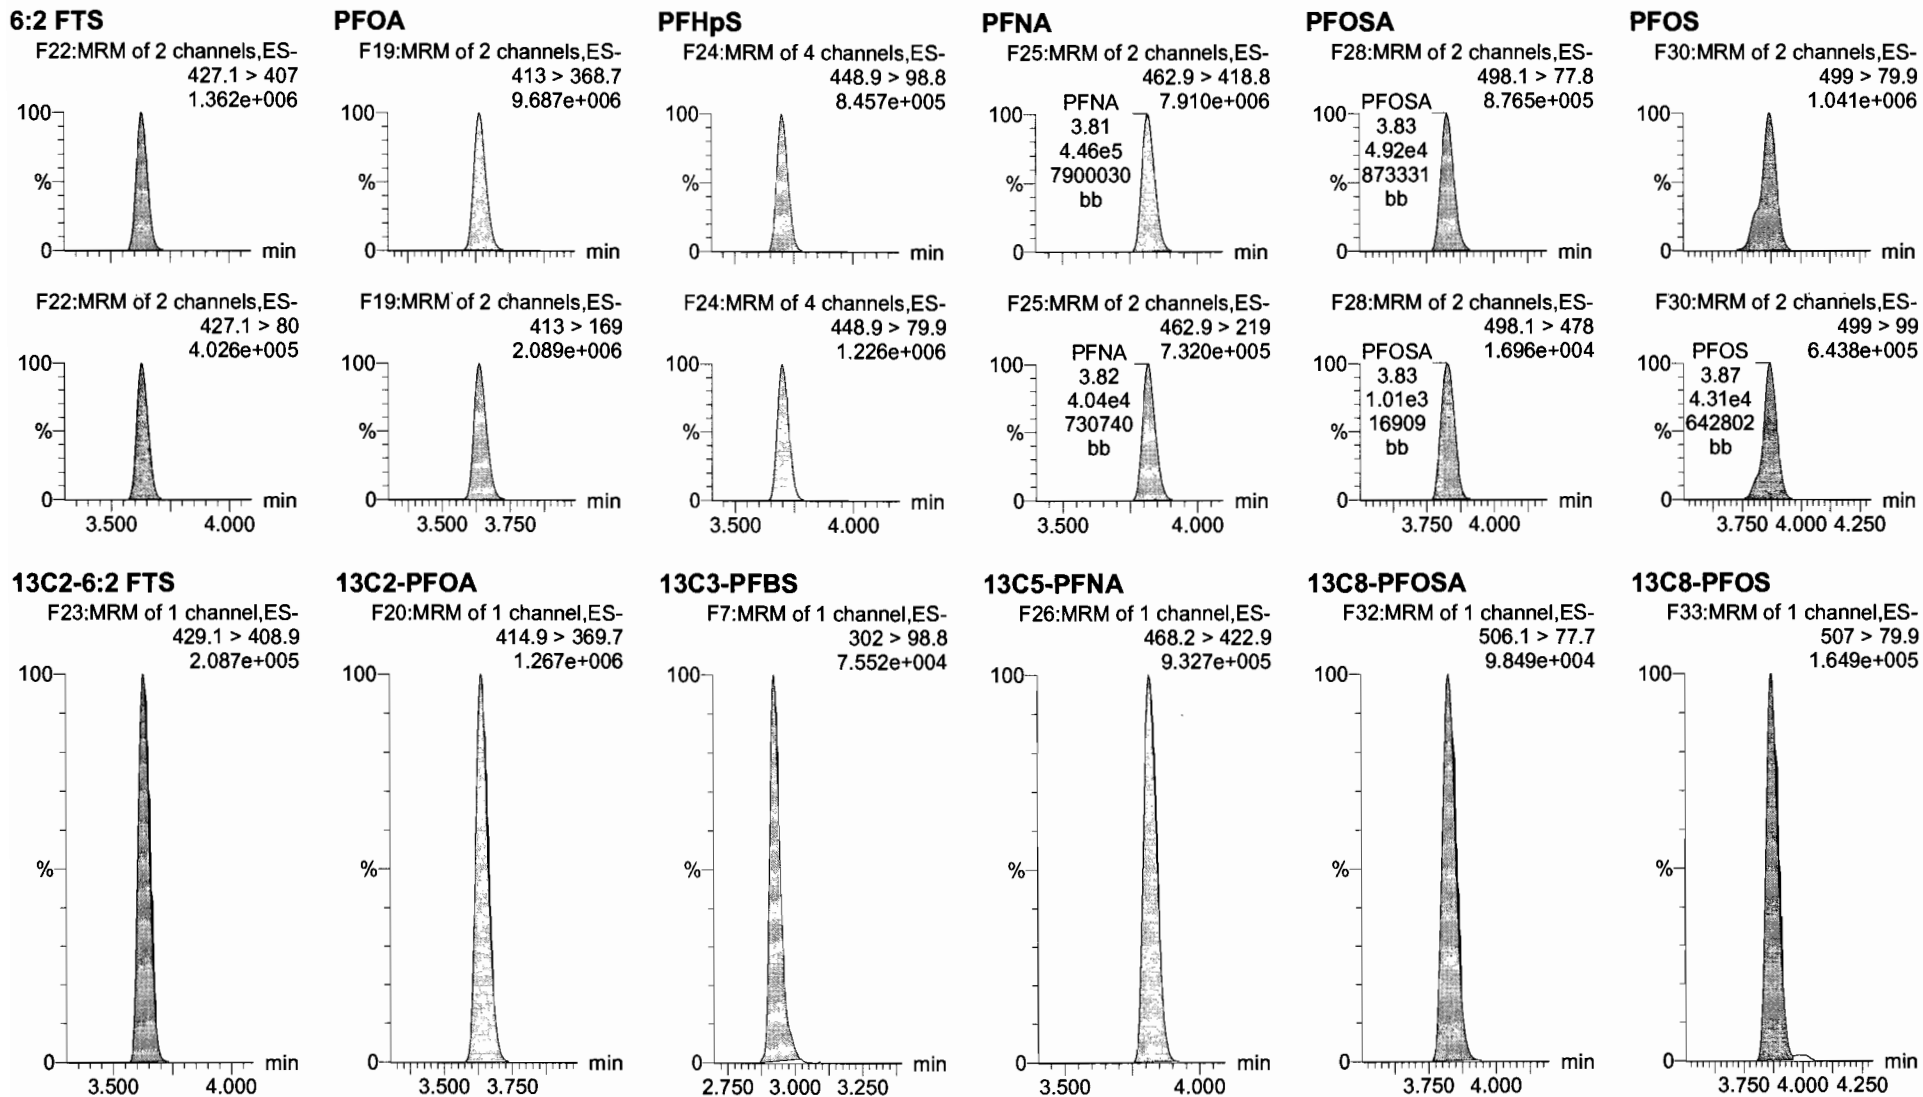 6:2 FTS
F22:MRM of 2 channels,ES-
427.1 > 407
1.362e+006
100
%
0
min
F22:MRM of 2 channels,ES-
427.1 > 80
4.026e+005
100
%
0
min
3.500 4.000
PFOA
F19:MRM of 2 channels,ES-
413 > 368.7
9.687e+006
100
%
0
min
F19:MRM of 2 channels,ES-
413 > 169
2.089e+006
100
%
0
min
3.500 3.750
PFHpS
F24:MRM of 4 channels,ES-
448.9 > 98.8
8.457e+005
100
%
0
min
F24:MRM of 4 channels,ES-
448.9 > 79.9
1.226e+006
100
%
0
min
3.500 4.000
PFNA
F25:MRM of 2 channels,ES-
462.9 > 418.8
7.910e+006
PFNA
3.81
4.46e5
7900030
bb
100
%
0
min
F25:MRM of 2 channels,ES-
462.9 > 219
7.320e+005
PFNA
3.82
4.04e4
730740
bb
100
%
0
min
3.500 4.000
PFOSA
F28:MRM of 2 channels,ES-
498.1 > 77.8
8.765e+005
PFOSA
3.83
4.92e4
873331
bb
100
%
0
min
F28:MRM of 2 channels,ES-
498.1 > 478
1.696e+004
PFOSA
3.83
1.01e3
16909
bb
100
%
0
min
3.750 4.000
PFOS
F30:MRM of 2 channels,ES-
499 > 79.9
1.041e+006
100
%
0
min
F30:MRM of 2 channels,ES-
499 > 99
6.438e+005
PFOS
3.87
4.31e4
642802
bb
100
%
0
min
3.750 4.000 4.250
13C2-6:2 FTS
F23:MRM of 1 channel,ES-
429.1 > 408.9
2.087e+005
100
%
0
min
3.500 4.000
13C2-PFOA
F20:MRM of 1 channel,ES-
414.9 > 369.7
1.267e+006
100
%
0
min
3.500 3.750
13C3-PFBS
F7:MRM of 1 channel,ES-
302 > 98.8
7.552e+004
100
%
0
min
2.750 3.000 3.250
13C5-PFNA
F26:MRM of 1 channel,ES-
468.2 > 422.9
9.327e+005
100
%
0
min
3.500 4.000
13C8-PFOSA
F32:MRM of 1 channel,ES-
506.1 > 77.7
9.849e+004
100
%
0
min
3.750 4.000
13C8-PFOS
F33:MRM of 1 channel,ES-
507 > 79.9
1.649e+005
100
%
0
min
3.750 4.000 4.250